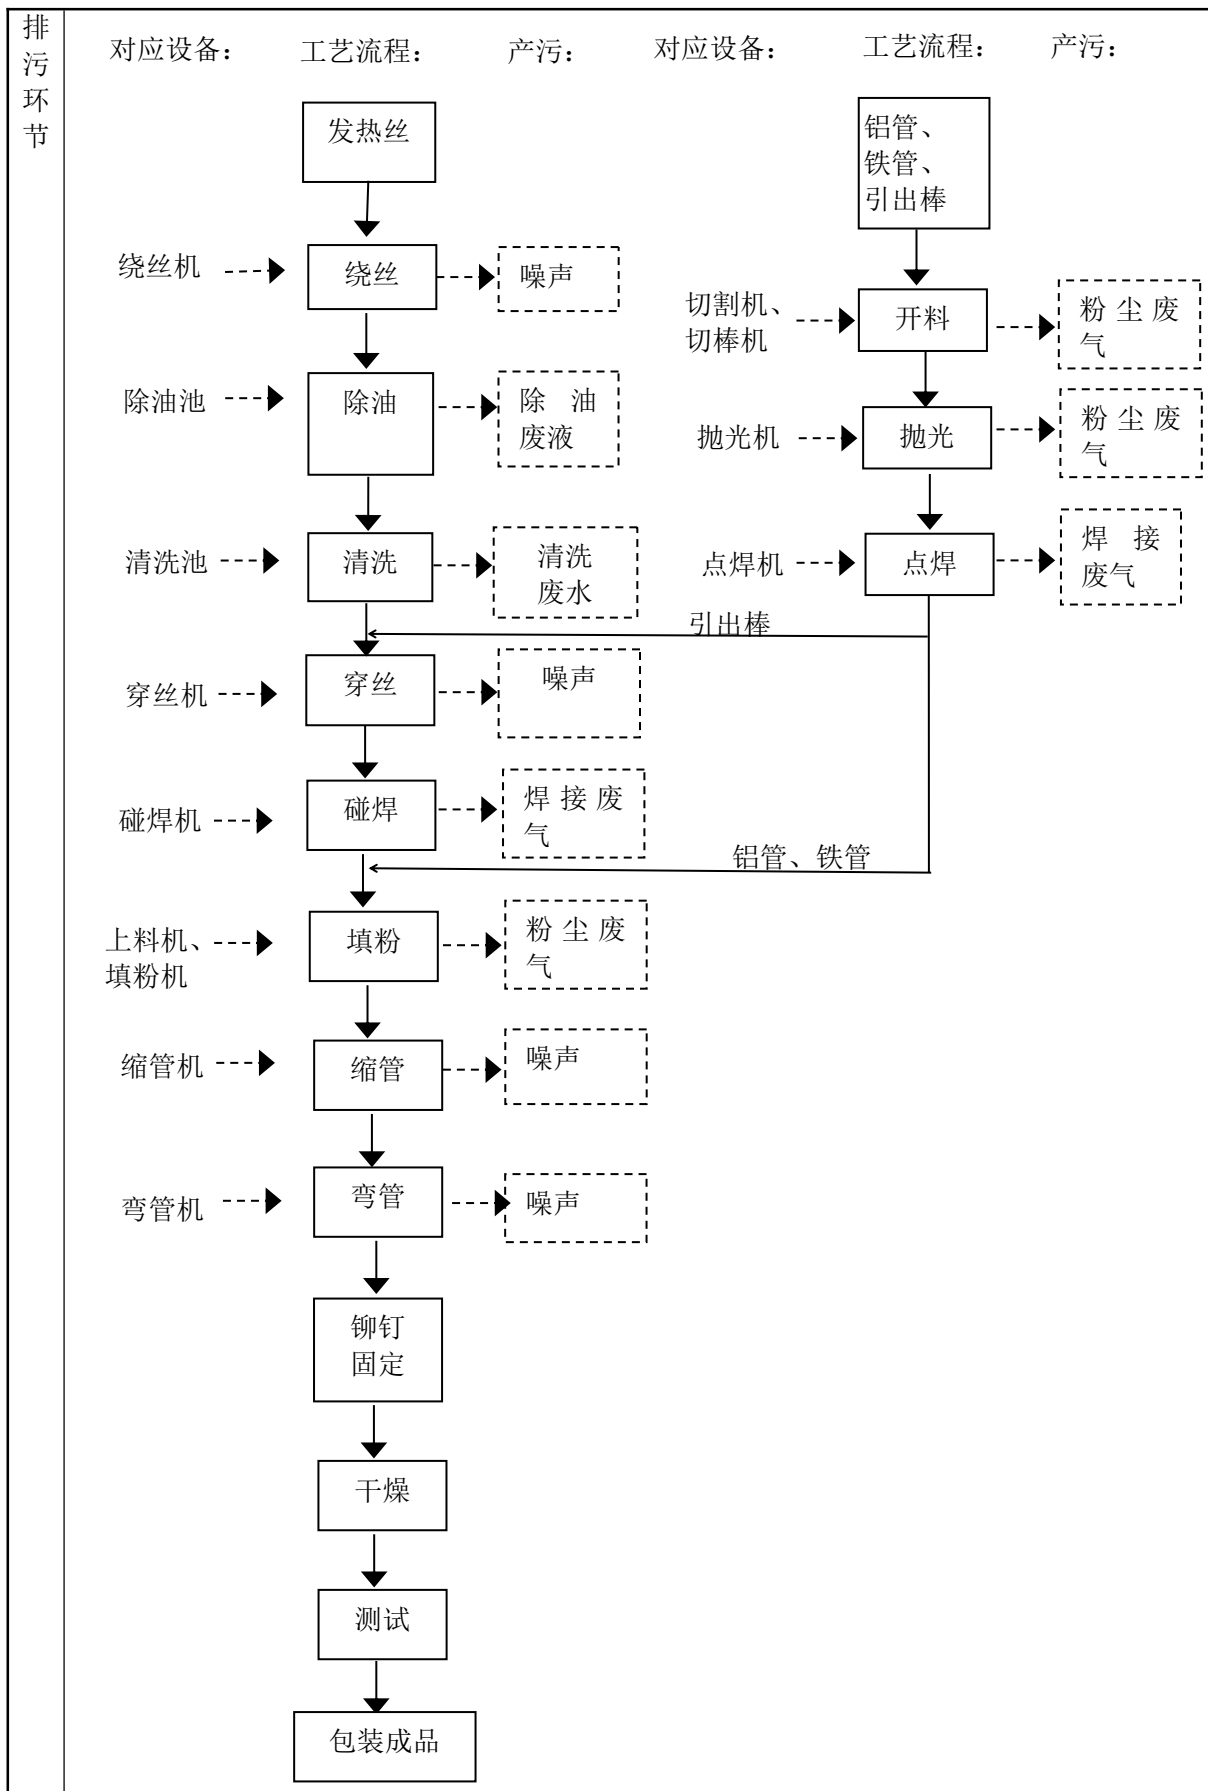 排
污
环
节
对应设备：
工艺流程：
产污：
对应设备：
工艺流程：
产污：
发热丝
绕丝机
绕丝
噪声
除油池
除油
除 油
废液
清洗池
清洗
清洗
废水
穿丝机
穿丝
噪声
碰焊机
碰焊
焊 接 废
气
上料机、
填粉机
填粉
粉 尘 废
气
缩管机
缩管
噪声
弯管机
弯管
噪声
铆钉
固定
干燥
测试
包装成品
铝管、
铁管、
引出棒
切割机、
切棒机
开料
粉 尘 废
气
抛光机
抛光
粉 尘 废
气
点焊机
点焊
焊 接
废气
引出棒
铝管、铁管